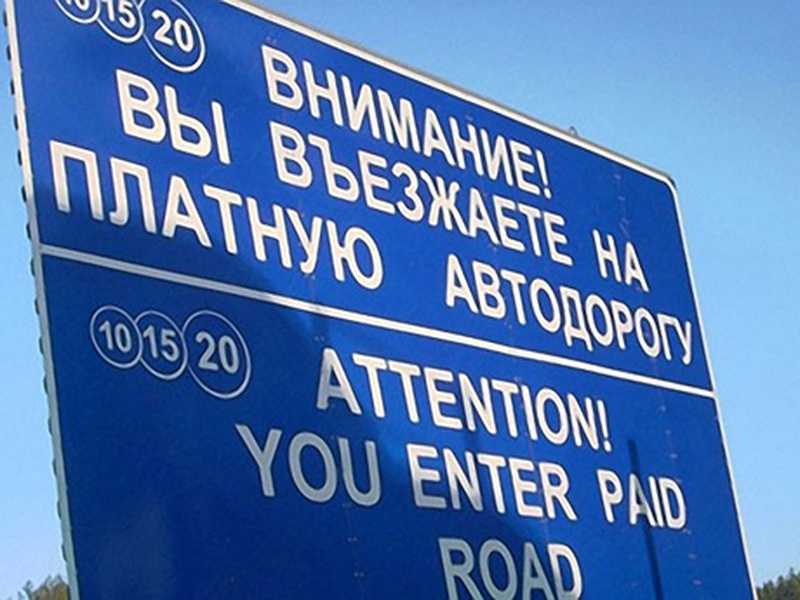 10 15 20
ВНИМАНИЕ!
ВЫ ВЪЕЗЖАЕТЕ НА
ПЛАТНУЮ АВТОДОРОГУ
10 15 20
ATTENTION!
YOU ENTER PAID
ROAD